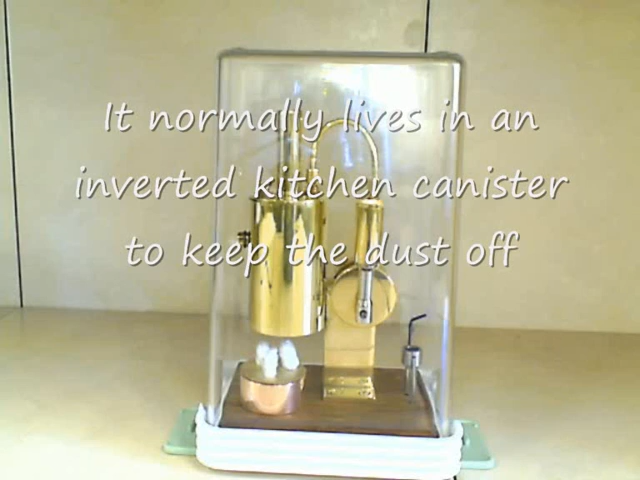 It normally lives in an
inverted kitchen canister
to keep the dust off